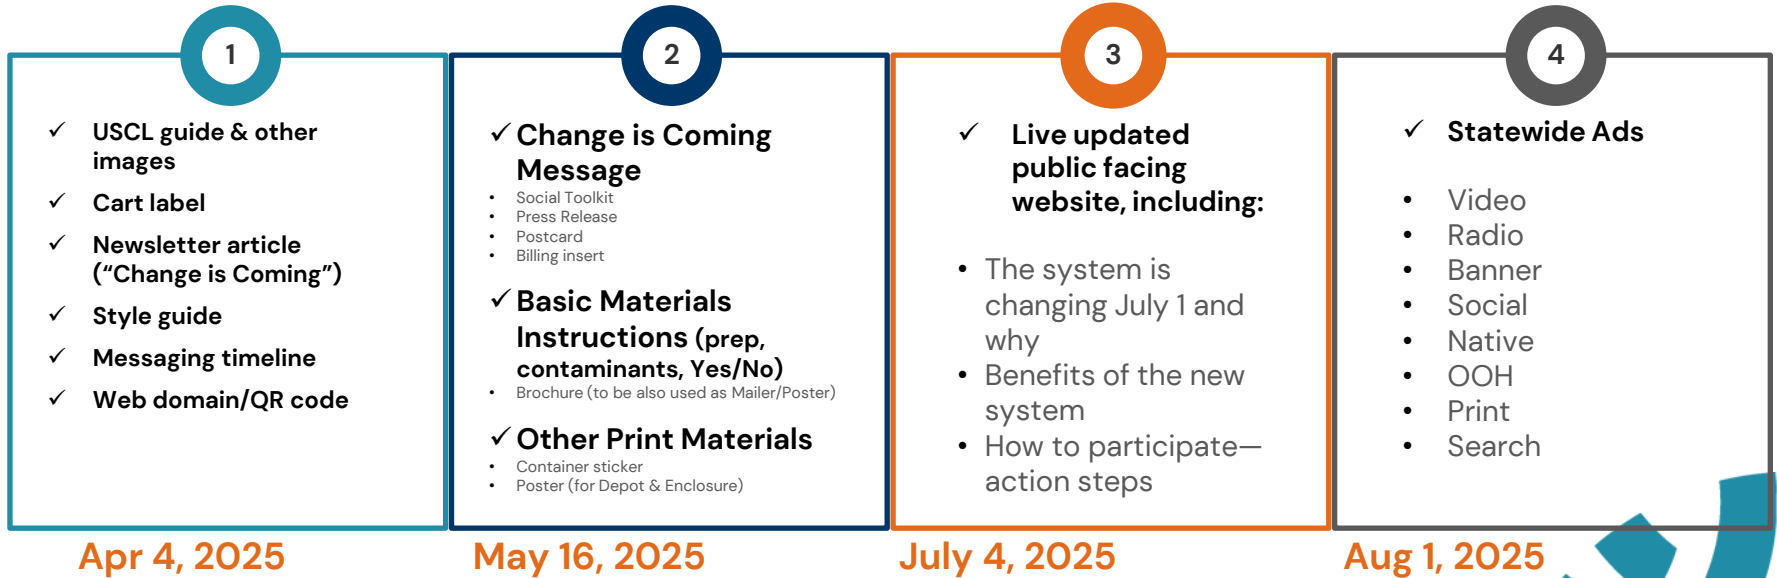 1
USCL guide & other
images
Cart label
Newsletter article
(“Change is Coming”)
Style guide
Messaging timeline
Web domain/QR code
Apr 4, 2025
2
Change is Coming
Message
Social Toolkit
Press Release
Postcard
Billing insert
Basic Materials
Instructions (prep,
contaminants, Yes/No)
Brochure (to be also used as Mailer/Poster)
Other Print Materials
Container sticker
Poster (for Depot & Enclosure)
May 16, 2025
3
Live updated
public facing
website, including:
The system is
changing July 1 and
why
Benefits of the new
system
How to participate—
action steps
July 4, 2025
4
Statewide Ads
Video
Radio
Banner
Social
Native
OOH
Print
Search
Aug 1, 2025